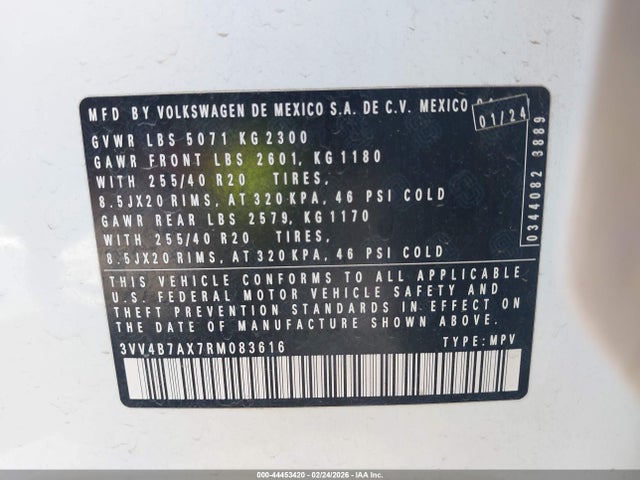 MFD BY VOLKSWAGEN DE MEXICO S.A. DE C.V. MEXICO
01/24
GVWR LBS 5071 KG 2300
GAWR FRONT LBS 2601, KG 1180
WITH 255/40 R20 TIRES,
8.5JX20 RIMS, AT 320 KPA, 46 PSI COLD
GAWR REAR LBS 2579, KG 1170
WITH 255/40 R20 TIRES,
8.5JX20 RIMS, AT 320 KPA, 46 PSI COLD
0344082 3889
THIS VEHICLE CONFORMS TO ALL APPLICABLE
U.S. FEDERAL MOTOR VEHICLE SAFETY AND
THEFT PREVENTION STANDARDS IN EFFECT ON
THE DATE OF MANUFACTURE SHOWN ABOVE.
3VV4B7AX7RM083616 TYPE: MPV
000-44453420 - 02/24/2026 - IAAI.com